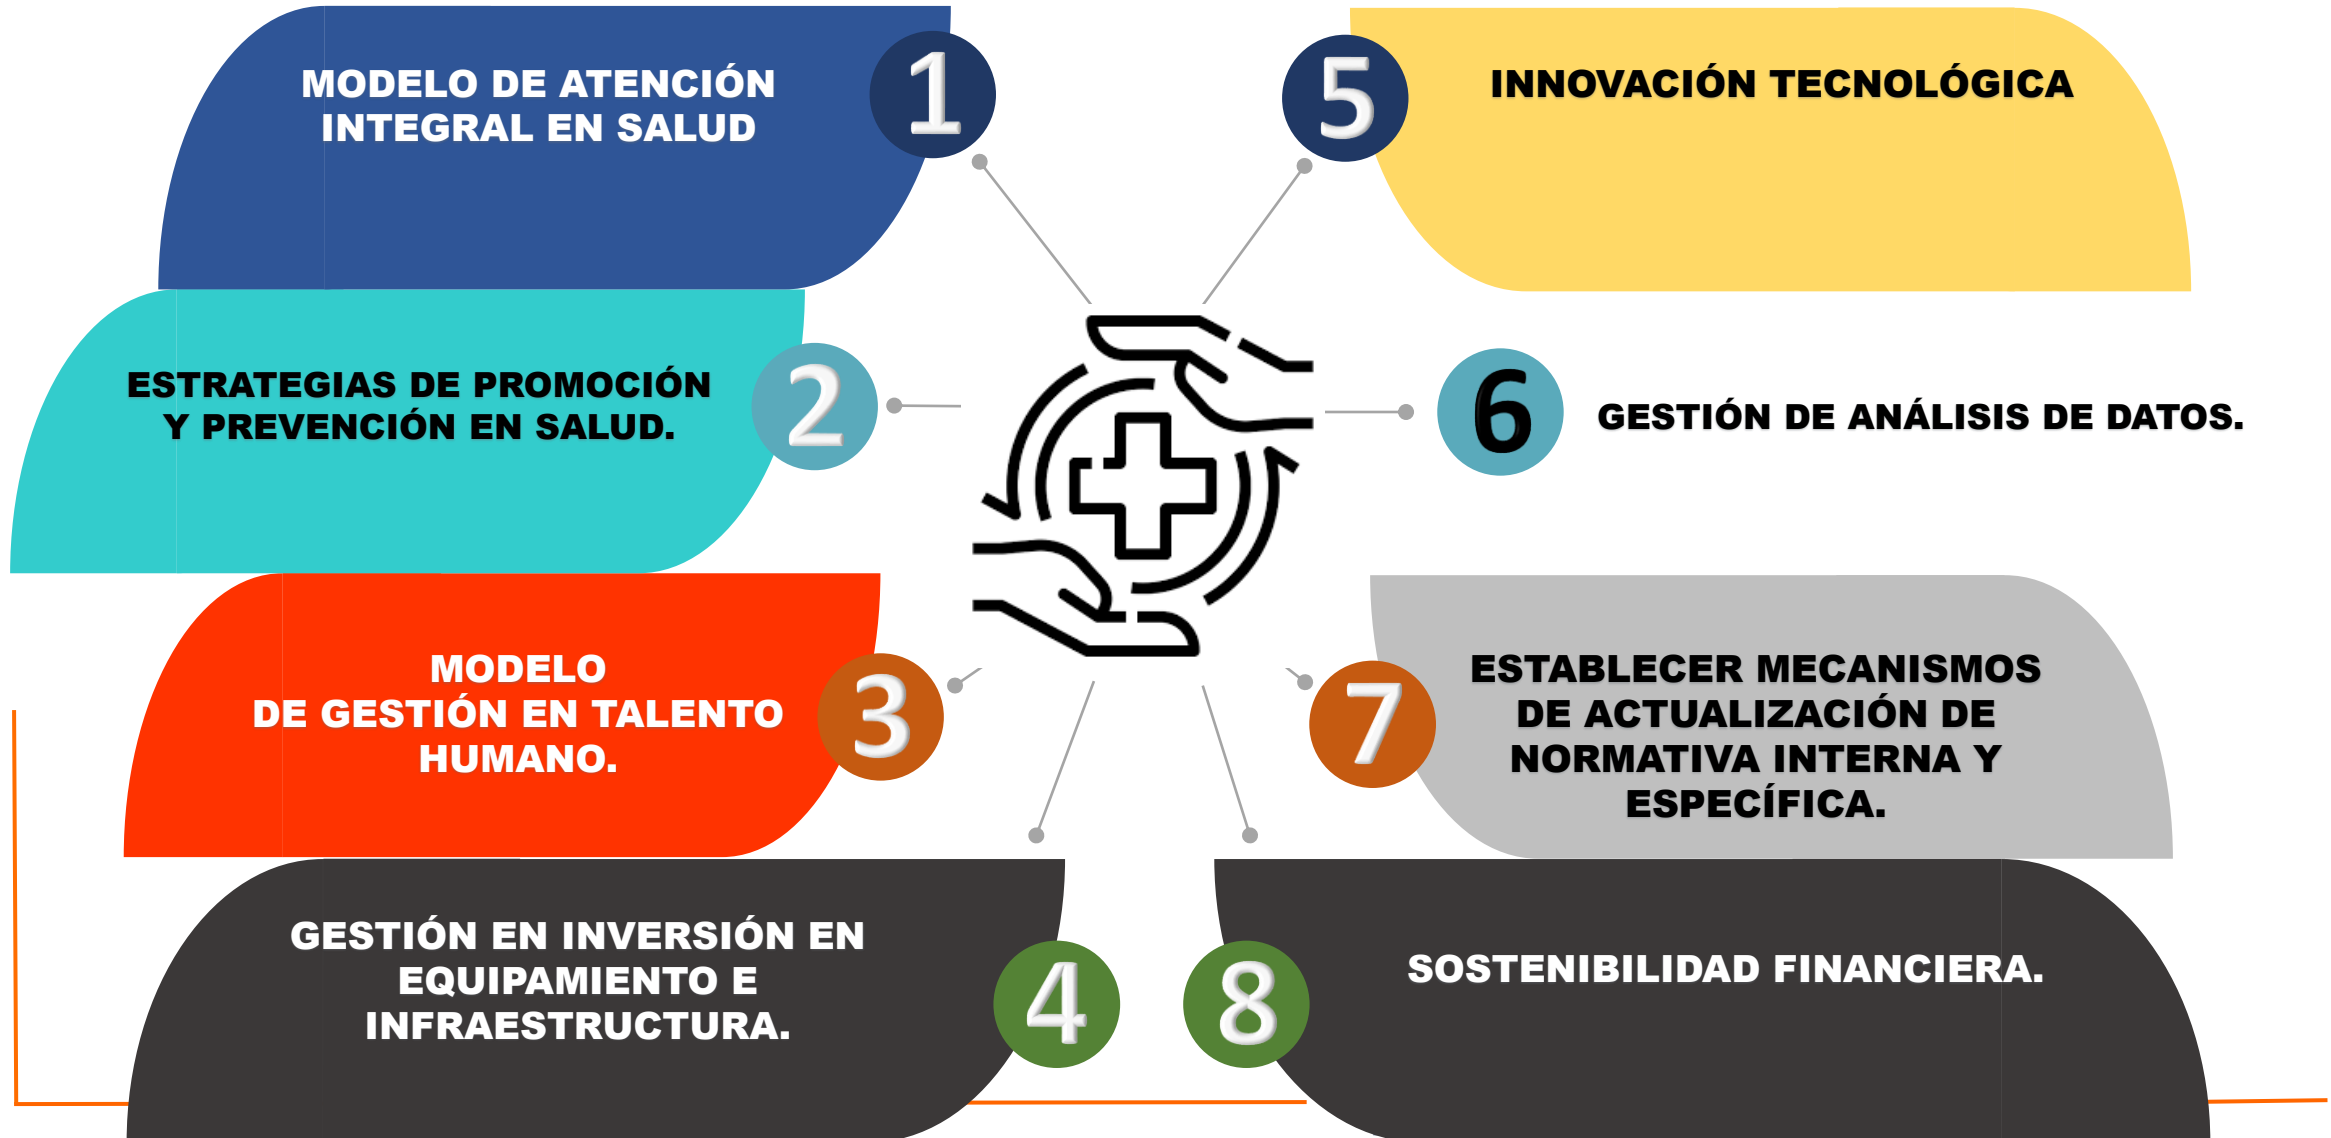 1
MODELO DE ATENCIÓN
INTEGRAL EN SALUD
2
ESTRATEGIAS DE PROMOCIÓN
Y PREVENCIÓN EN SALUD.
3
MODELO
DE GESTIÓN EN TALENTO
HUMANO.
4
GESTIÓN EN INVERSIÓN EN
EQUIPAMIENTO E
INFRAESTRUCTURA.
5
INNOVACIÓN TECNOLÓGICA
6
GESTIÓN DE ANÁLISIS DE DATOS.
7
ESTABLECER MECANISMOS
DE ACTUALIZACIÓN DE
NORMATIVA INTERNA Y
ESPECÍFICA.
8
SOSTENIBILIDAD FINANCIERA.